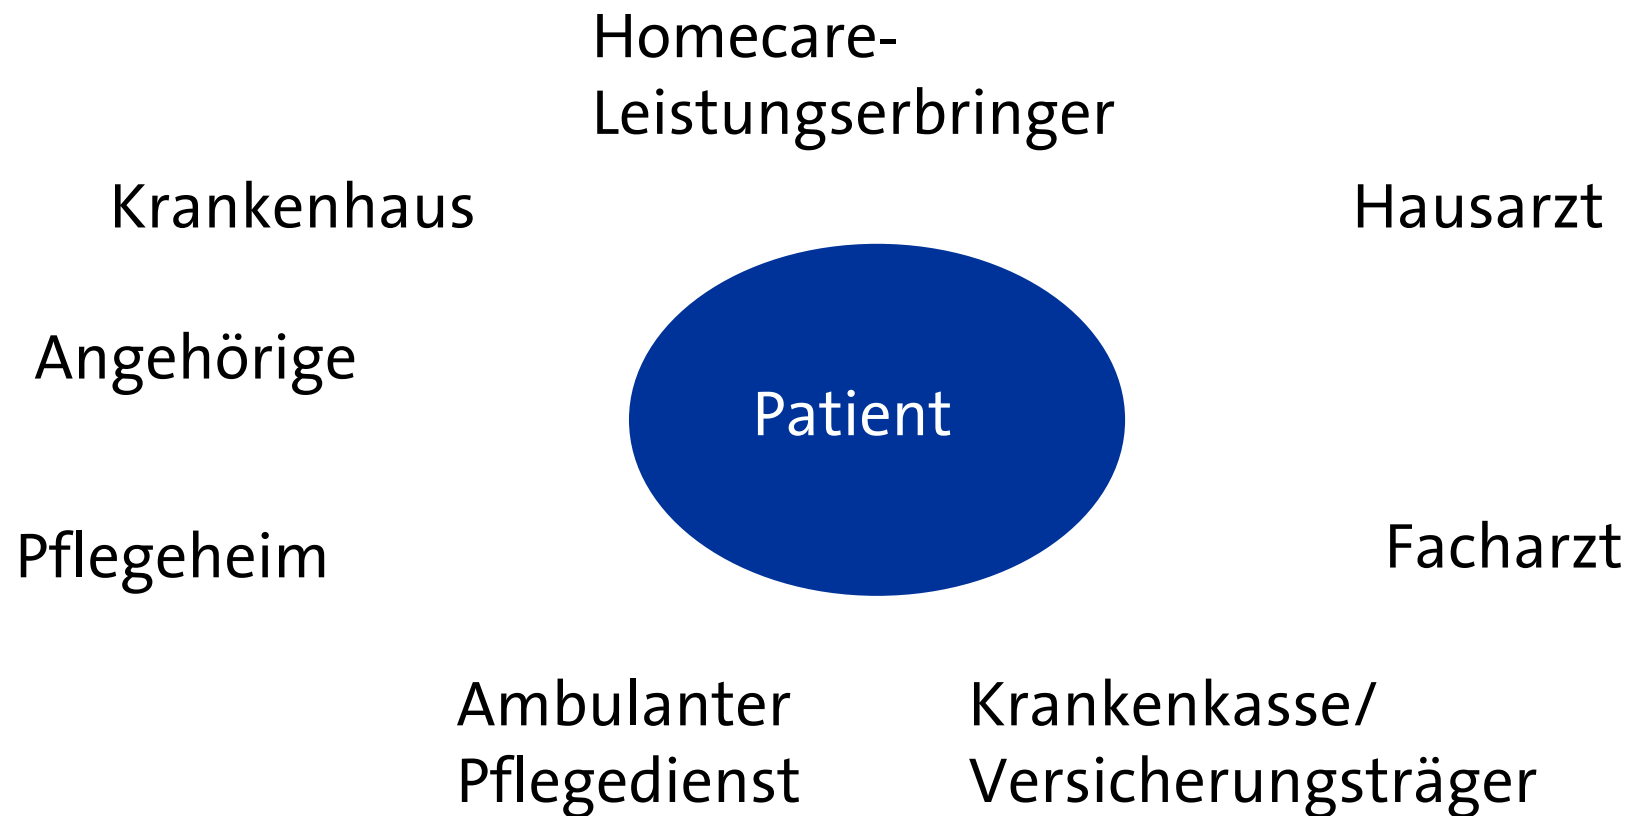 Homecare-
Leistungserbringer
Krankenhaus
Hausarzt
Angehörige
Patient
Pflegeheim
Facharzt
Ambulanter
Pflegedienst
Krankenkasse/
Versicherungsträger